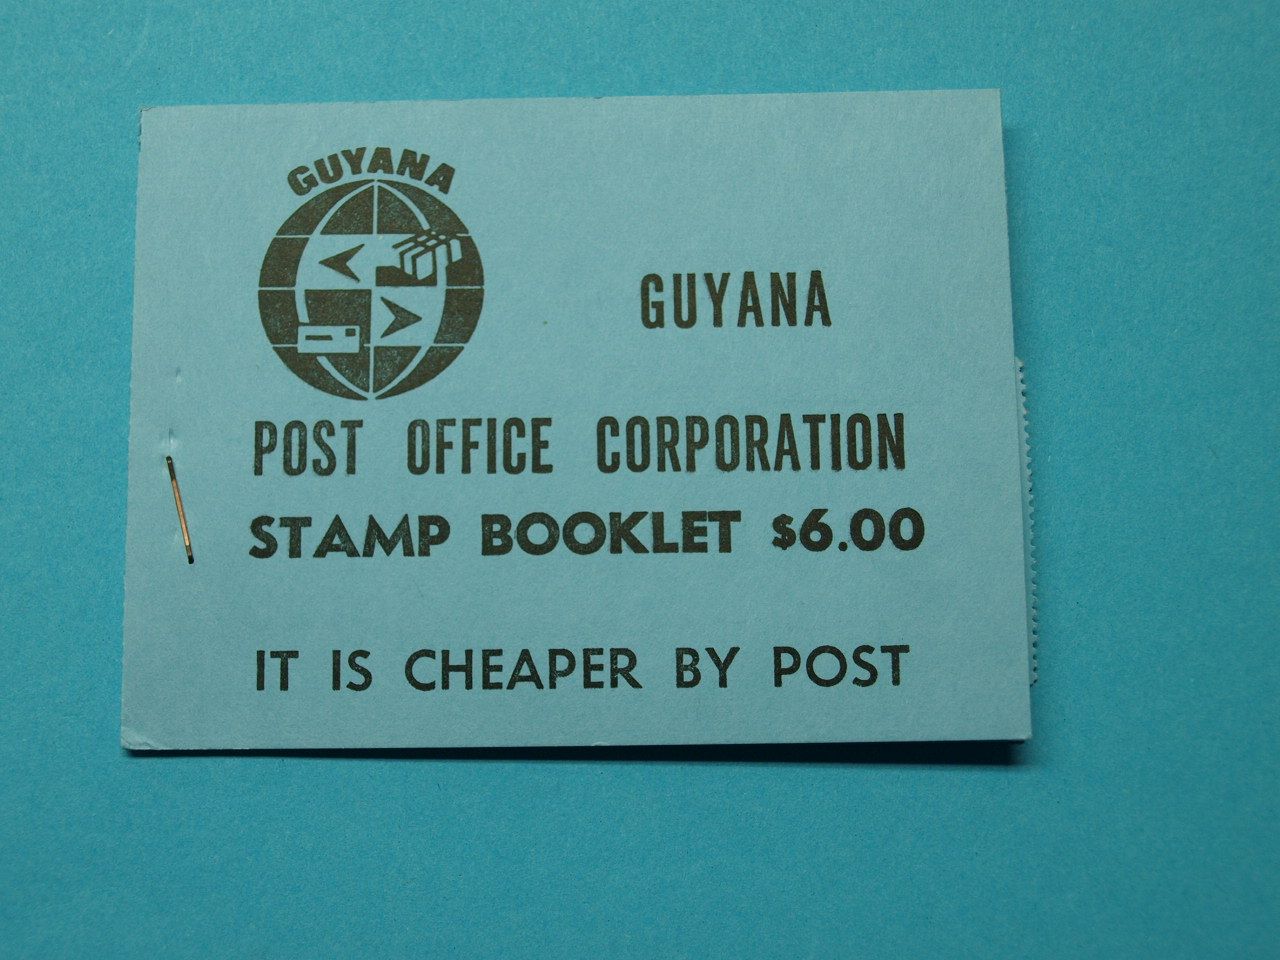 GUYANA
GUYANA
POST OFFICE CORPORATION
STAMP BOOKLET $6.00
IT IS CHEAPER BY POST